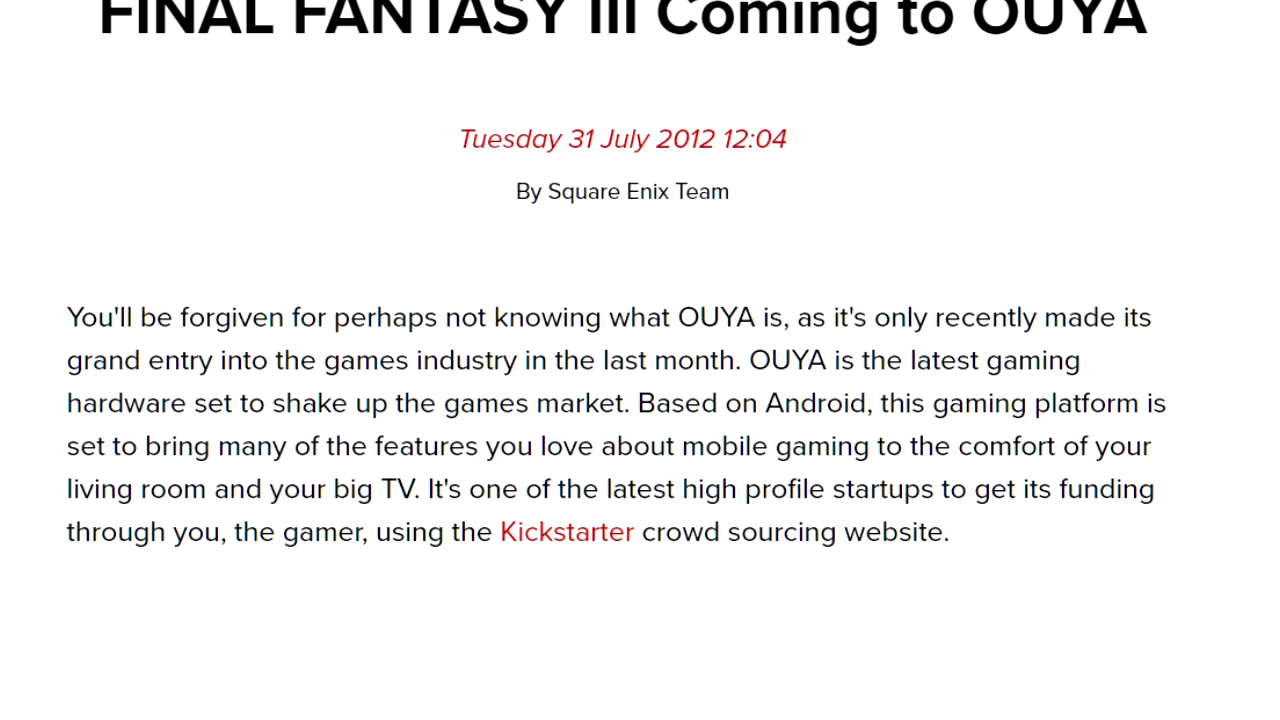 FINAL FANTASY III Coming to OUYA
Tuesday 31 July 2012 12:04
By Square Enix Team
You'll be forgiven for perhaps not knowing what OUYA is, as it's only recently made its
grand entry into the games industry in the last month. OUYA is the latest gaming
hardware set to shake up the games market. Based on Android, this gaming platform is
set to bring many of the features you love about mobile gaming to the comfort of your
living room and your big TV. It's one of the latest high profile startups to get its funding
through you, the gamer, using the Kickstarter crowd sourcing website.